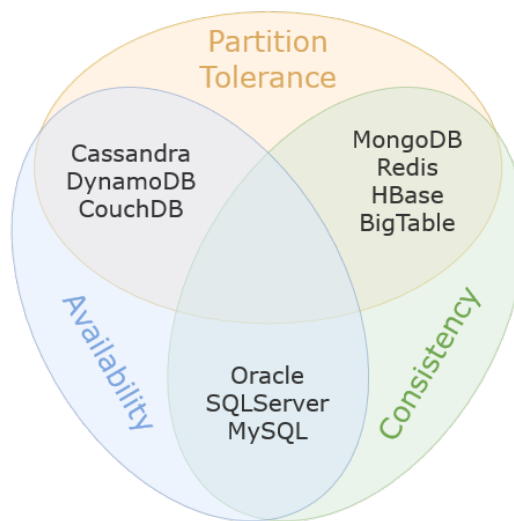 Partition
Tolerance
Cassandra
DynamoDB
CouchDB
MongoDB
Redis
HBase
BigTable
Availability
Consistency
Oracle
SQLServer
MySQL